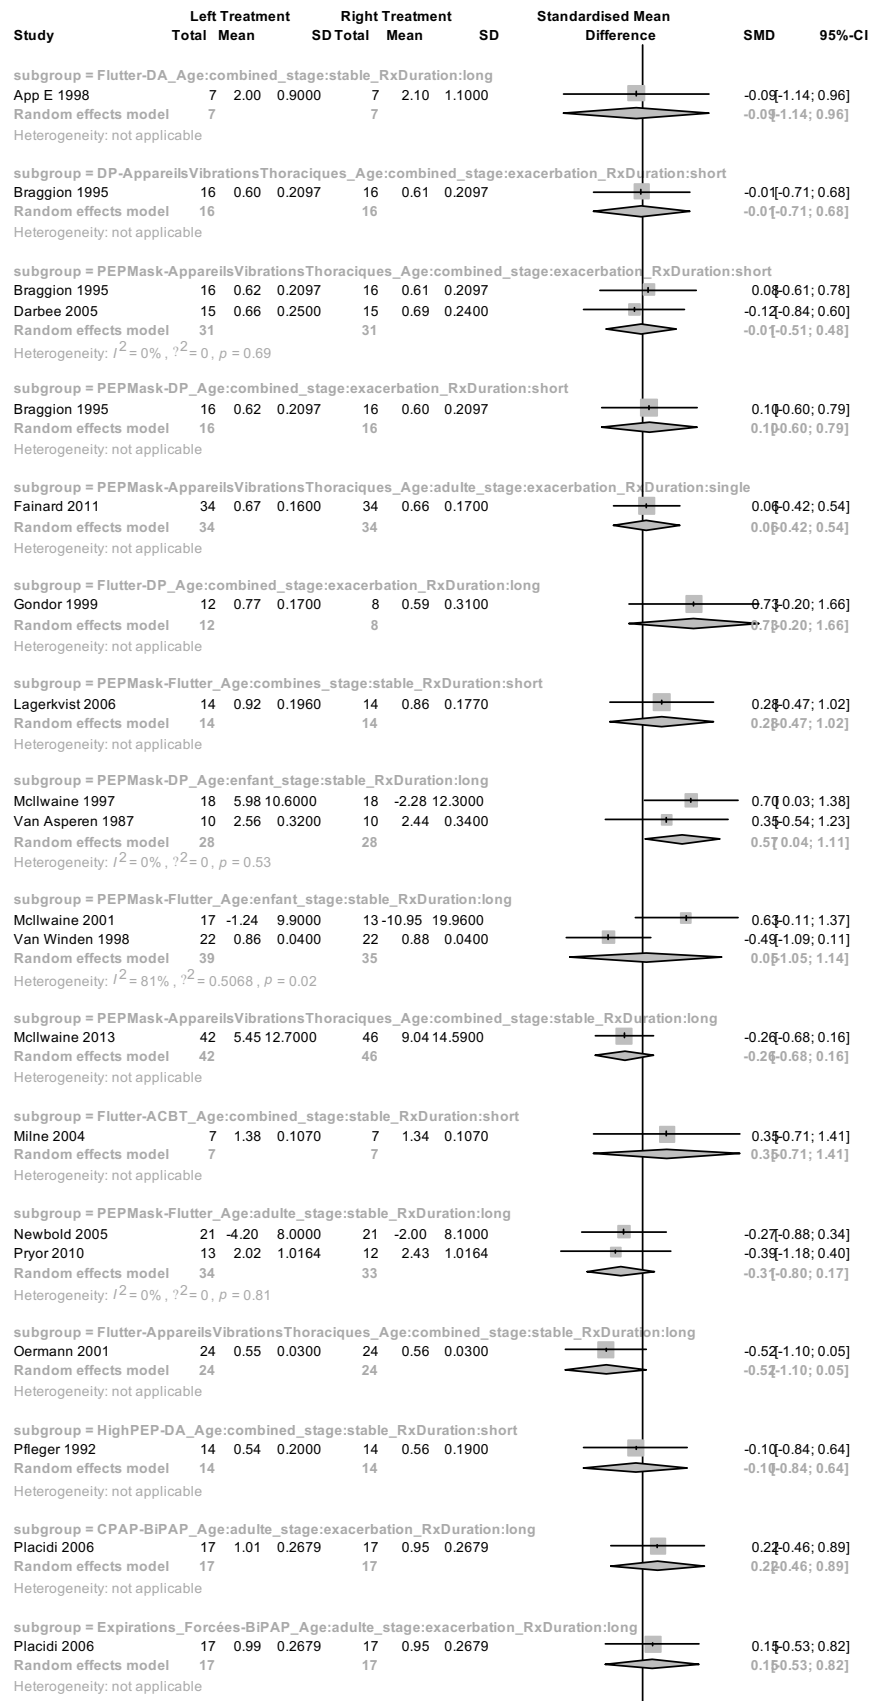 Left Treatment Right Treatment Standardised Mean
Study Total Mean SD Total Mean SD Difference SMD 95%-CI
subgroup = Flutter-DA_Age:combined_stage:stable_RxDuration:long
App E 1998 7 2.00 0.9000 7 2.10 1.1000 -0.09 [-1.14; 0.96]
Random effects model 7 7 -0.09 [-1.14; 0.96]
Heterogeneity: not applicable
subgroup = DP-AppareilsVibrationsThoraciques_Age:combined_stage:exacerbation_RxDuration:short
Braggion 1995 16 0.60 0.2097 16 0.61 0.2097 -0.01 [-0.71; 0.68]
Random effects model 16 16 -0.01 [-0.71; 0.68]
Heterogeneity: not applicable
subgroup = PEPMask-AppareilsVibrationsThoraciques_Age:combined_stage:exacerbation_RxDuration:short
Braggion 1995 16 0.62 0.2097 16 0.61 0.2097 0.08 [-0.61; 0.78]
Darbee 2005 15 0.66 0.2500 15 0.69 0.2400 -0.12 [-0.84; 0.60]
Random effects model 31 31 -0.01 [-0.51; 0.48]
Heterogeneity: I² = 0% , ?² = 0 , p = 0.69
subgroup = PEPMask-DP_Age:combined_stage:exacerbation_RxDuration:short
Braggion 1995 16 0.62 0.2097 16 0.60 0.2097 0.10 [-0.60; 0.79]
Random effects model 16 16 0.10 [-0.60; 0.79]
Heterogeneity: not applicable
subgroup = PEPMask-AppareilsVibrationsThoraciques_Age:adulte_stage:exacerbation_RxDuration:single
Fainard 2011 34 0.67 0.1600 34 0.66 0.1700 0.06 [-0.42; 0.54]
Random effects model 34 34 0.06 [-0.42; 0.54]
Heterogeneity: not applicable
subgroup = Flutter-DP_Age:combined_stage:exacerbation_RxDuration:long
Gondor 1999 12 0.77 0.1700 8 0.59 0.3100 0.73 [-0.20; 1.66]
Random effects model 12 8 0.73 [-0.20; 1.66]
Heterogeneity: not applicable
subgroup = PEPMask-Flutter_Age:combines_stage:stable_RxDuration:short
Lagerkvist 2006 14 0.92 0.1960 14 0.86 0.1770 0.28 [-0.47; 1.02]
Random effects model 14 14 0.28 [-0.47; 1.02]
Heterogeneity: not applicable
subgroup = PEPMask-DP_Age:enfant_stage:stable_RxDuration:long
McIlwaine 1997 18 5.98 10.6000 18 -2.28 12.3000 0.70 [ 0.03; 1.38]
Van Asperen 1987 10 2.56 0.3200 10 2.44 0.3400 0.35 [-0.54; 1.23]
Random effects model 28 28 0.57 [ 0.04; 1.11]
Heterogeneity: I² = 0% , ?² = 0 , p = 0.53
subgroup = PEPMask-Flutter_Age:enfant_stage:stable_RxDuration:long
McIlwaine 2001 17 -1.24 9.9000 13 -10.95 19.9600 0.63 [-0.11; 1.37]
Van Winden 1998 22 0.86 0.0400 22 0.88 0.0400 -0.49 [-1.09; 0.11]
Random effects model 39 35 0.05 [-1.05; 1.14]
Heterogeneity: I² = 81% , ?² = 0.5068 , p = 0.02
subgroup = PEPMask-AppareilsVibrationsThoraciques_Age:combined_stage:stable_RxDuration:long
McIlwaine 2013 42 5.45 12.7000 46 9.04 14.5900 -0.26 [-0.68; 0.16]
Random effects model 42 46 -0.26 [-0.68; 0.16]
Heterogeneity: not applicable
subgroup = Flutter-ACBT_Age:combined_stage:stable_RxDuration:short
Milne 2004 7 1.38 0.1070 7 1.34 0.1070 0.35 [-0.71; 1.41]
Random effects model 7 7 0.35 [-0.71; 1.41]
Heterogeneity: not applicable
subgroup = PEPMask-Flutter_Age:adulte_stage:stable_RxDuration:long
Newbold 2005 21 -4.20 8.0000 21 -2.00 8.1000 -0.27 [-0.88; 0.34]
Pryor 2010 13 2.02 1.0164 12 2.43 1.0164 -0.39 [-1.18; 0.40]
Random effects model 34 33 -0.31 [-0.80; 0.17]
Heterogeneity: I² = 0% , ?² = 0 , p = 0.81
subgroup = Flutter-AppareilsVibrationsThoraciques_Age:combined_stage:stable_RxDuration:long
Oermann 2001 24 0.55 0.0300 24 0.56 0.0300 -0.52 [-1.10; 0.05]
Random effects model 24 24 -0.52 [-1.10; 0.05]
Heterogeneity: not applicable
subgroup = HighPEP-DA_Age:combined_stage:stable_RxDuration:short
Pfleger 1992 14 0.54 0.2000 14 0.56 0.1900 -0.10 [-0.84; 0.64]
Random effects model 14 14 -0.10 [-0.84; 0.64]
Heterogeneity: not applicable
subgroup = CPAP-BiPAP_Age:adulte_stage:exacerbation_RxDuration:long
Placidi 2006 17 1.01 0.2679 17 0.95 0.2679 0.22 [-0.46; 0.89]
Random effects model 17 17 0.22 [-0.46; 0.89]
Heterogeneity: not applicable
subgroup = Expirations_Forcées-BiPAP_Age:adulte_stage:exacerbation_RxDuration:long
Placidi 2006 17 0.99 0.2679 17 0.95 0.2679 0.15 [-0.53; 0.82]
Random effects model 17 17 0.15 [-0.53; 0.82]
Heterogeneity: not applicable